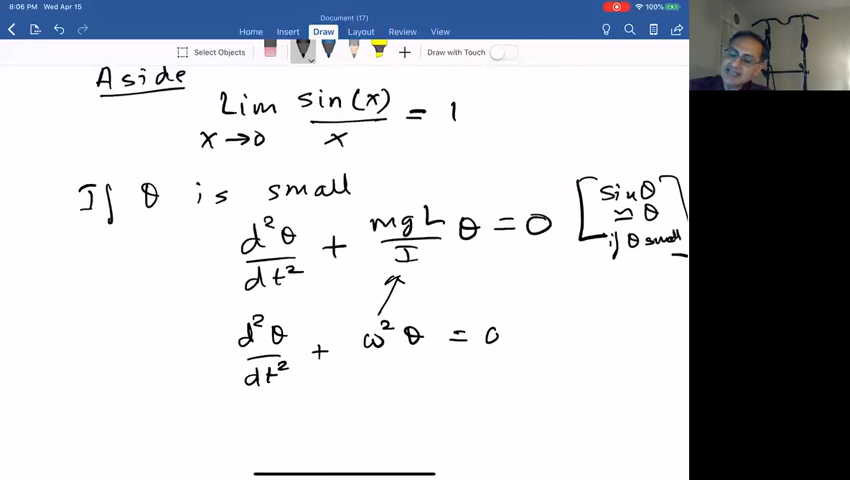 8:06 PM Wed Apr 15
100%
Document (17)
Home Insert Draw Layout Review View
Select Objects
Draw with Touch
Aside
Lim sin(x)/x = 1
x→0
If θ is small
d²θ/dt² + mgL/I θ = 0 [sinθ
≃ θ
if θ small]
d²θ/dt² + ω²θ = 0